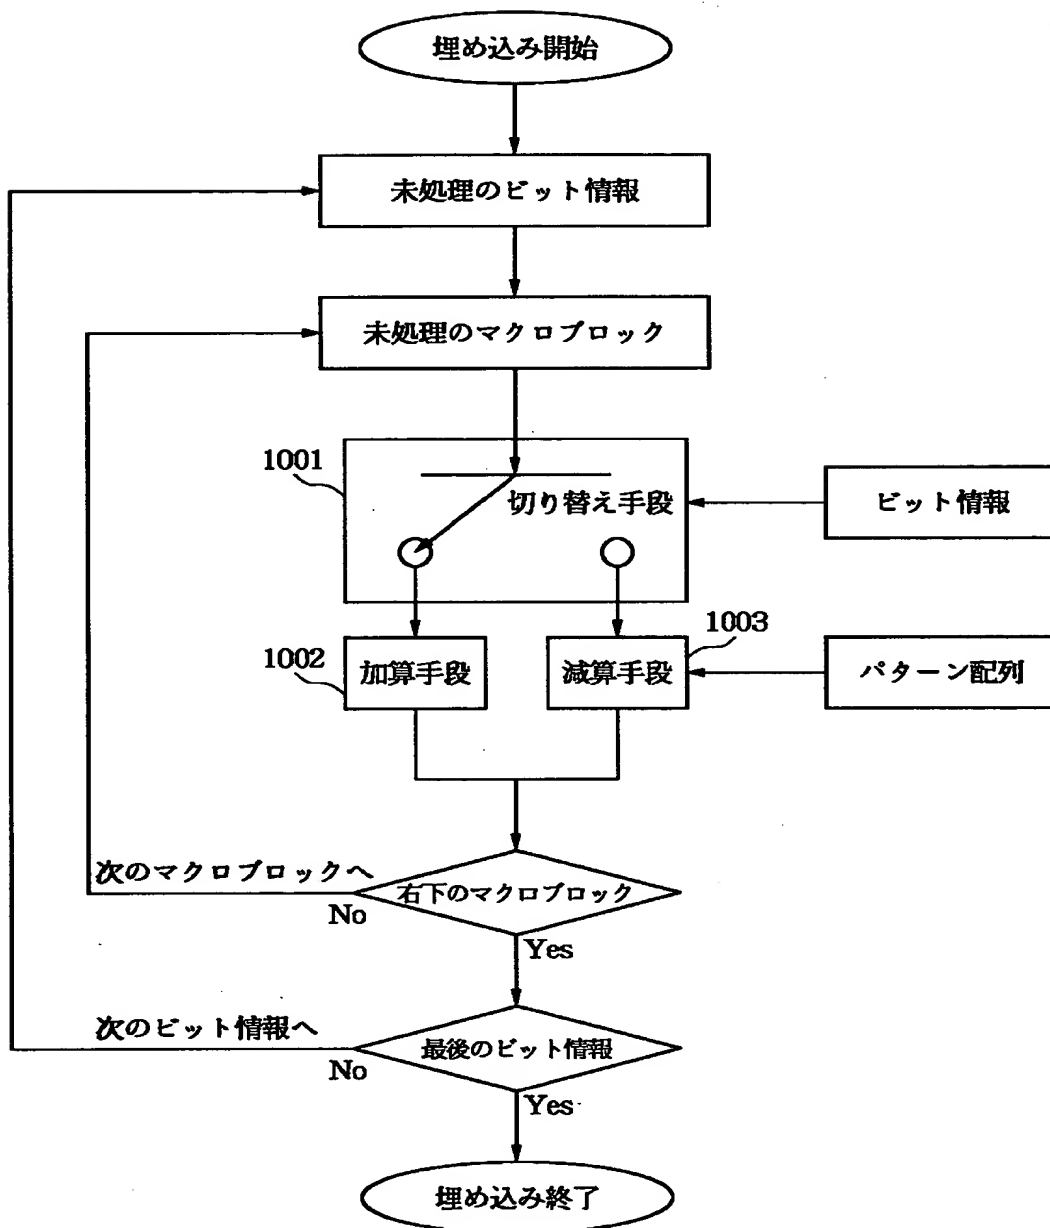 埋め込み開始
未処理のビット情報
未処理のマクロブロック
1001
切り替え手段
ビット情報
1002
加算手段
1003
減算手段
パターン配列
次のマクロブロックへ
右下のマクロブロック
No
Yes
次のビット情報へ
最後のビット情報
No
Yes
埋め込み終了